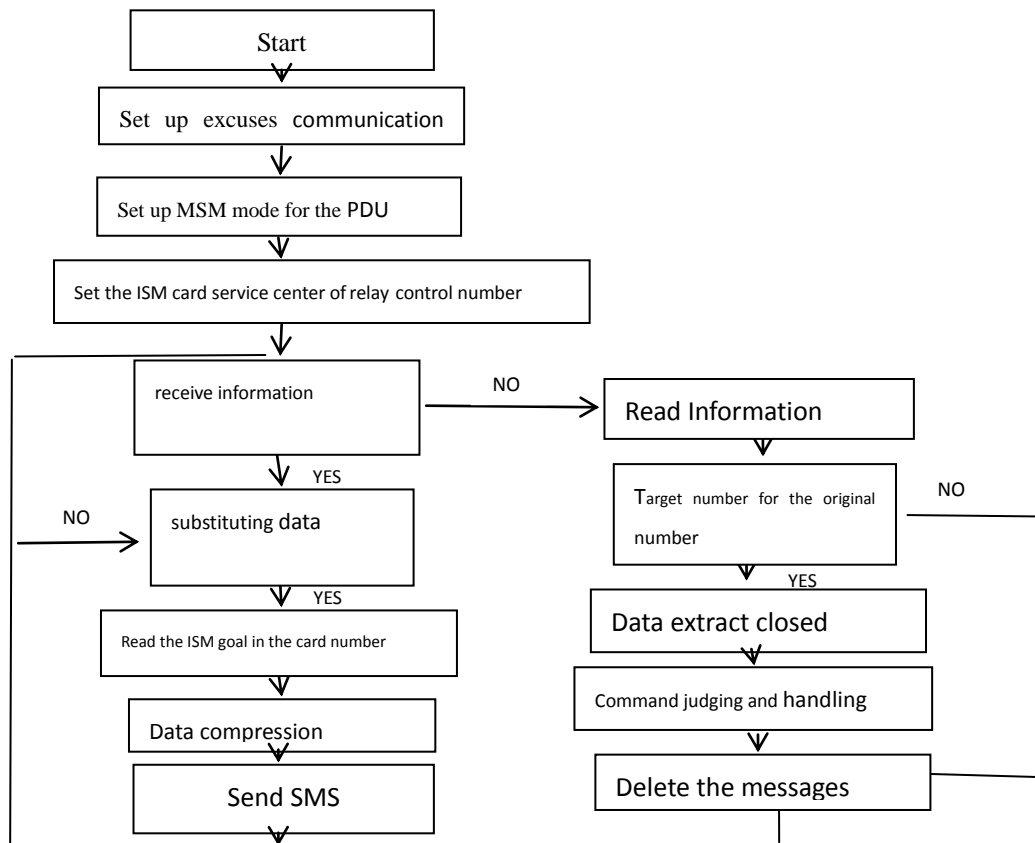 Start
Set up excuses communication
Set up MSM mode for the PDU
Set the ISM card service center of relay control number
receive information
NO
Read Information
YES
Target number for the original
number
NO
NO
substituting data
YES
YES
Read the ISM goal in the card number
Data extract closed
Command judging and handling
Data compression
Delete the messages
Send SMS